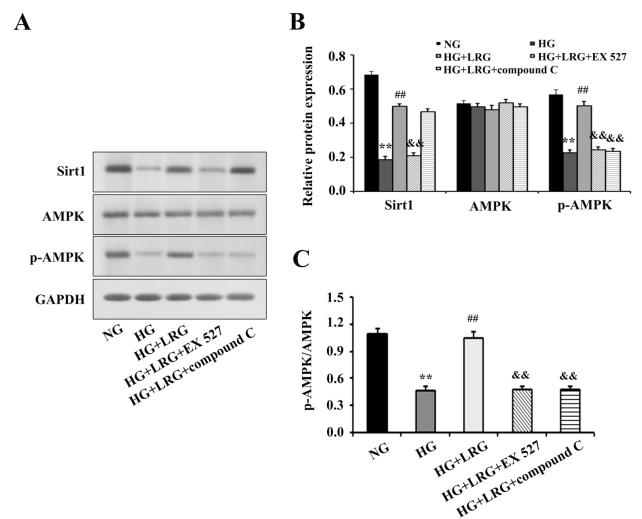 A
Sirt1
AMPK
p-AMPK
GAPDH
NG
HG
HG+LRG
HG+LRG+EX 527
HG+LRG+compound C
B
NG HG
HG+LRG HG+LRG+EX 527
HG+LRG+compound C
Relative protein expression
0.8
0.6
0.4
0.2
0
** ## &&
** ## && &&
Sirt1 AMPK p-AMPK
C
p-AMPK/AMPK
1.5
1.2
0.9
0.6
0.3
0.0
** ## && &&
NG
HG
HG+LRG
HG+LRG+EX 527
HG+LRG+compound C